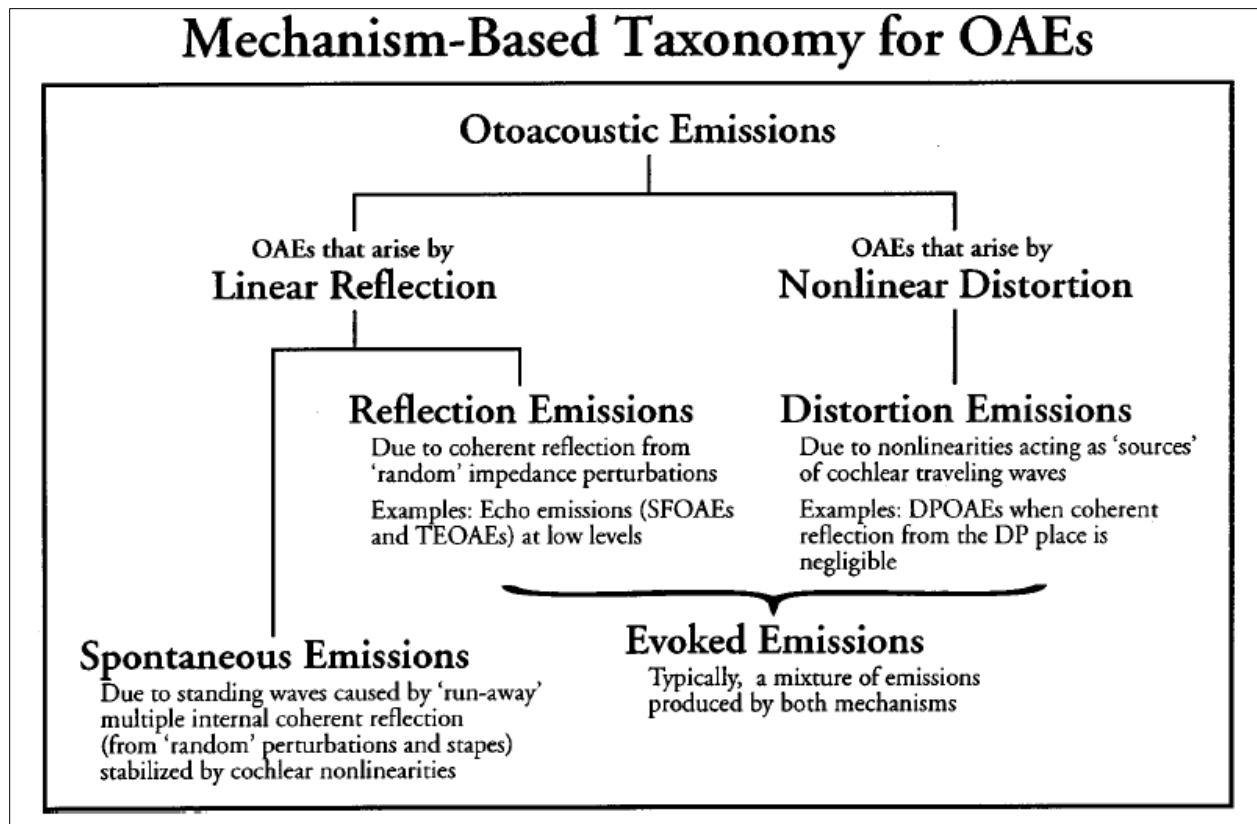 Mechanism-Based Taxonomy for OAEs
Otoacoustic Emissions
OAEs that arise by
Linear Reflection
OAEs that arise by
Nonlinear Distortion
Reflection Emissions
Due to coherent reflection from
'random' impedance perturbations
Examples: Echo emissions (SFOAEs
and TEOAEs) at low levels
Distortion Emissions
Due to nonlinearities acting as 'sources'
of cochlear traveling waves
Examples: DPOAEs when coherent
reflection from the DP place is
negligible
Spontaneous Emissions
Due to standing waves caused by 'run-away'
multiple internal coherent reflection
(from 'random' perturbations and stapes)
stabilized by cochlear nonlinearities
Evoked Emissions
Typically, a mixture of emissions
produced by both mechanisms